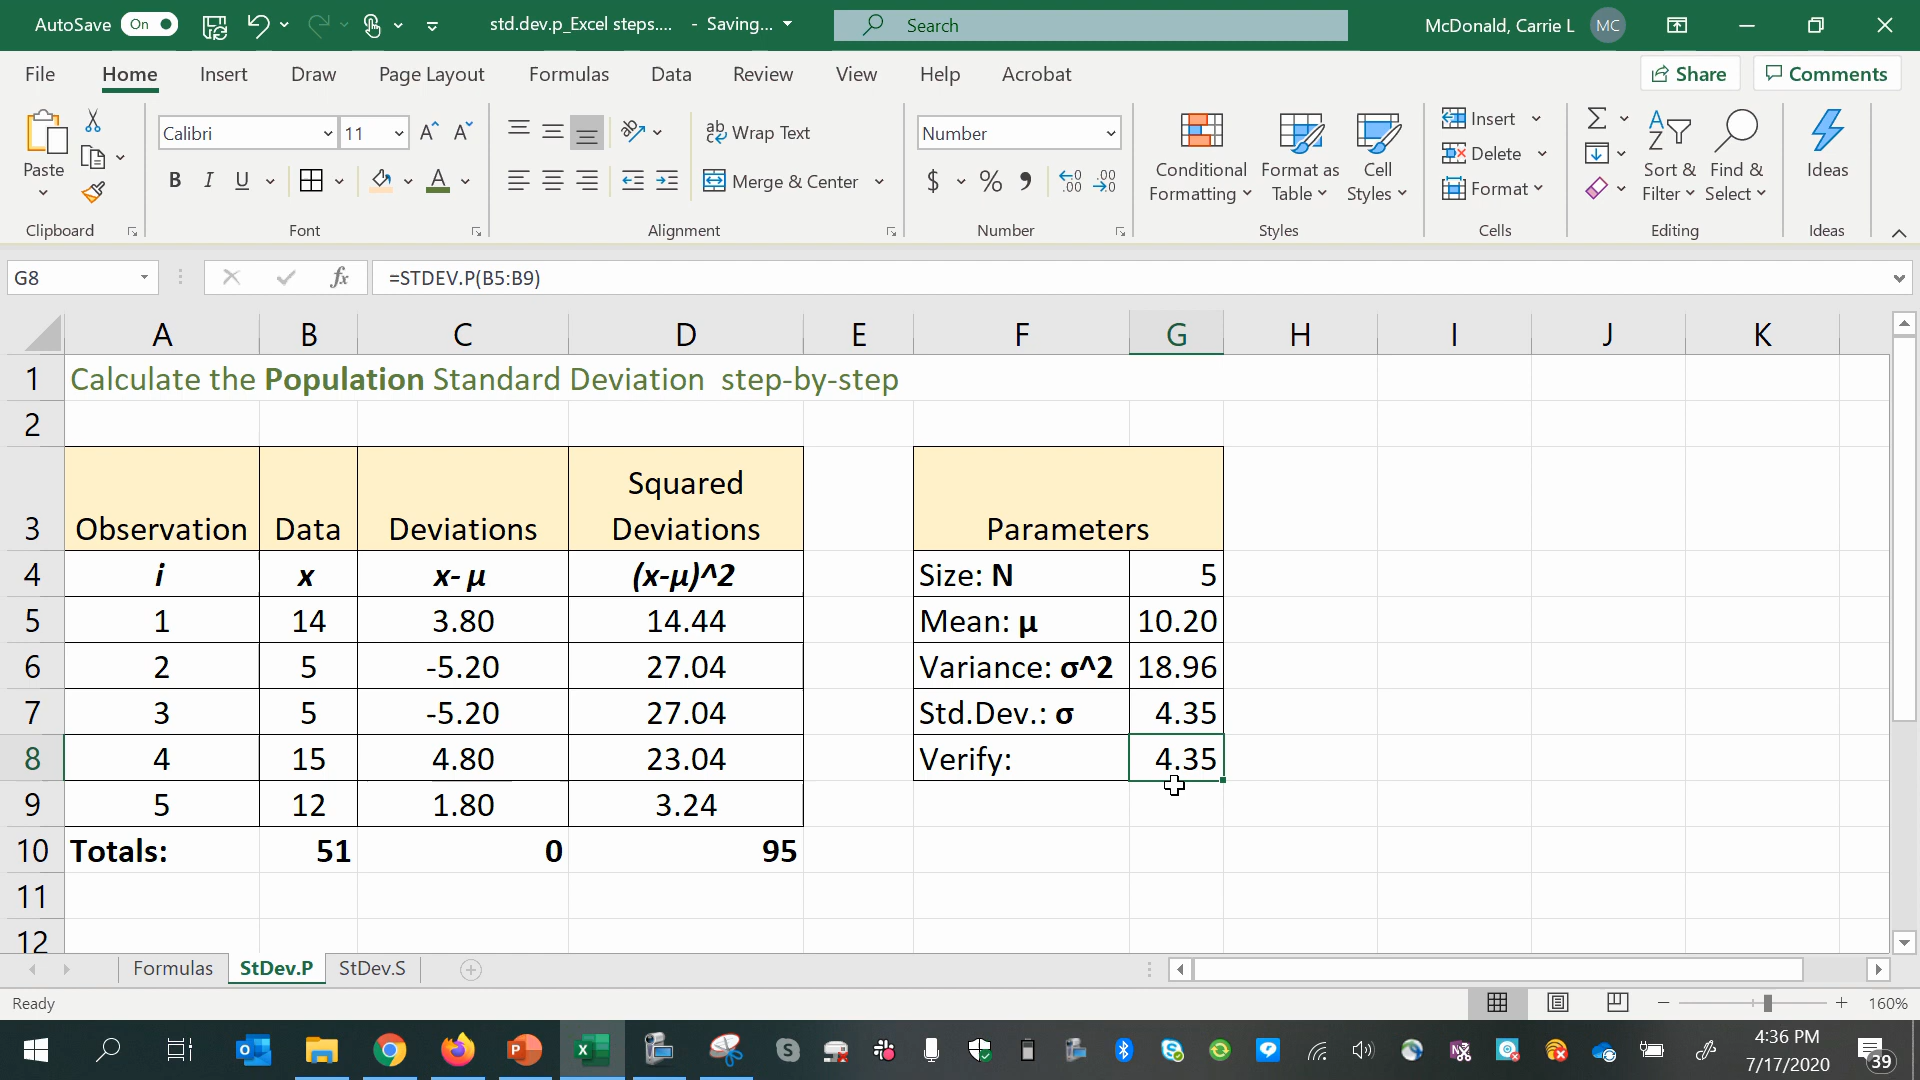 AutoSave On std.dev.p_Excel steps.... - Saving... Search McDonald, Carrie L MC
File Home Insert Draw Page Layout Formulas Data Review View Help Acrobat Share Comments
Paste
Calibri 11
B I U
ab Wrap Text
Merge & Center
Number
$ % ,
Conditional Formatting
Format as Table
Cell Styles
Insert
Delete
Format
Sort & Filter
Find & Select
Ideas
Clipboard Font Alignment Number Styles Cells Editing Ideas
G8 fx =STDEV.P(B5:B9)
A B C D E F G H I J K
1 Calculate the Population Standard Deviation step-by-step
2
3 Observation Data Deviations Squared Deviations Parameters
4 i x x- μ (x-μ)^2 Size: N 5
5 1 14 3.80 14.44 Mean: μ 10.20
6 2 5 -5.20 27.04 Variance: σ^2 18.96
7 3 5 -5.20 27.04 Std.Dev.: σ 4.35
8 4 15 4.80 23.04 Verify: 4.35
9 5 12 1.80 3.24
10 Totals: 51 0 95
11
12
Formulas StDev.P StDev.S
Ready 160%
4:36 PM
7/17/2020
39